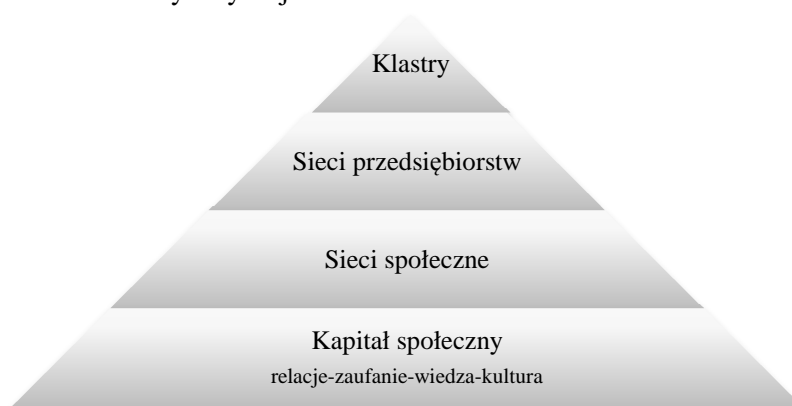 Klastry
Sieci przedsiębiorstw
Sieci społeczne
Kapitał społeczny
relacje-zaufanie-wiedza-kultura